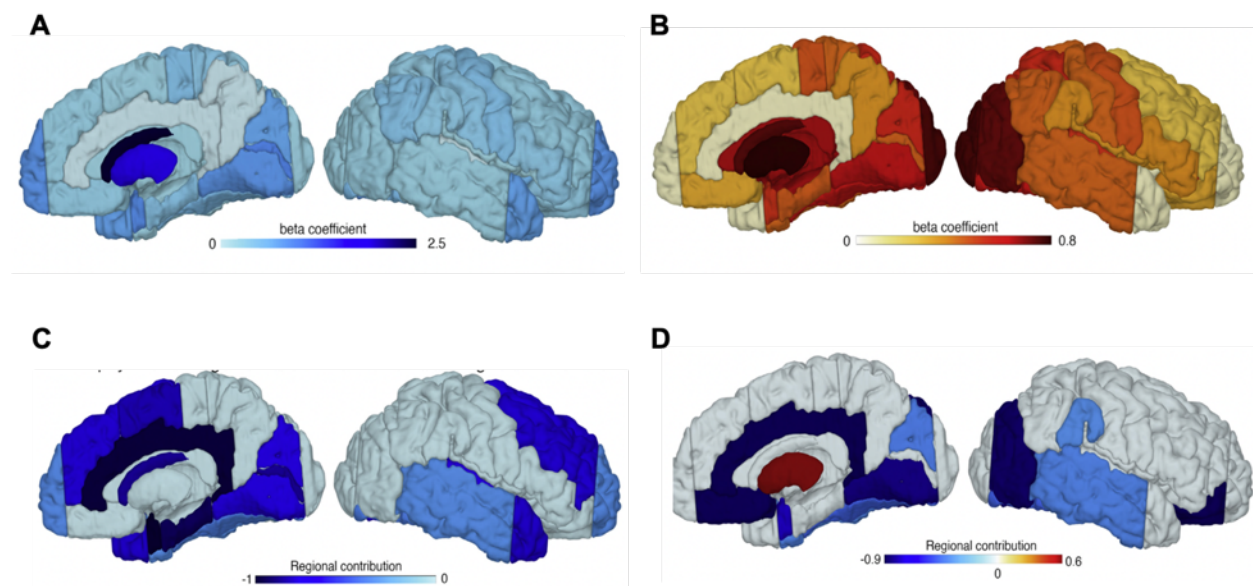 A
B
beta coefficient
0
2.5
beta coefficient
0
0.8
C
D
Regional contribution
-1
0
Regional contribution
-0.9
0.6
0